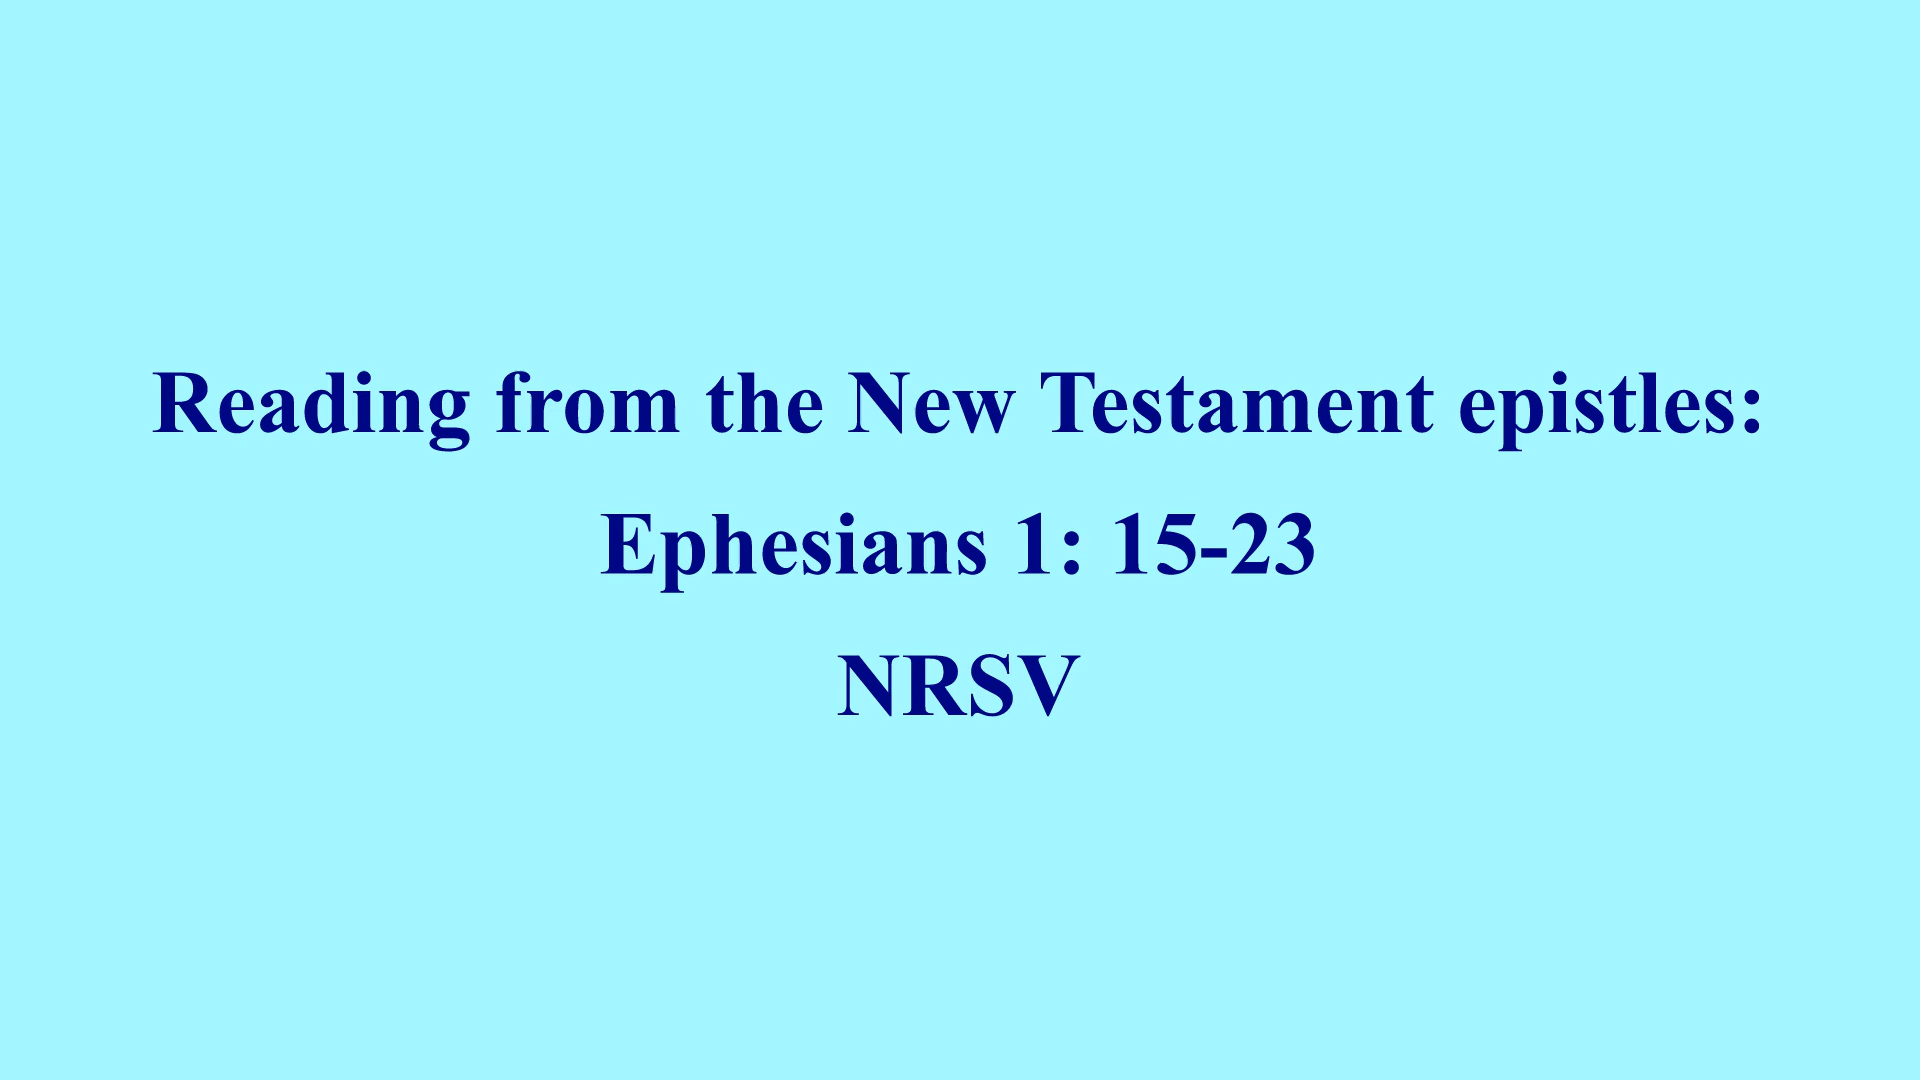 Reading from the New Testament epistles:
Ephesians 1: 15-23
NRSV